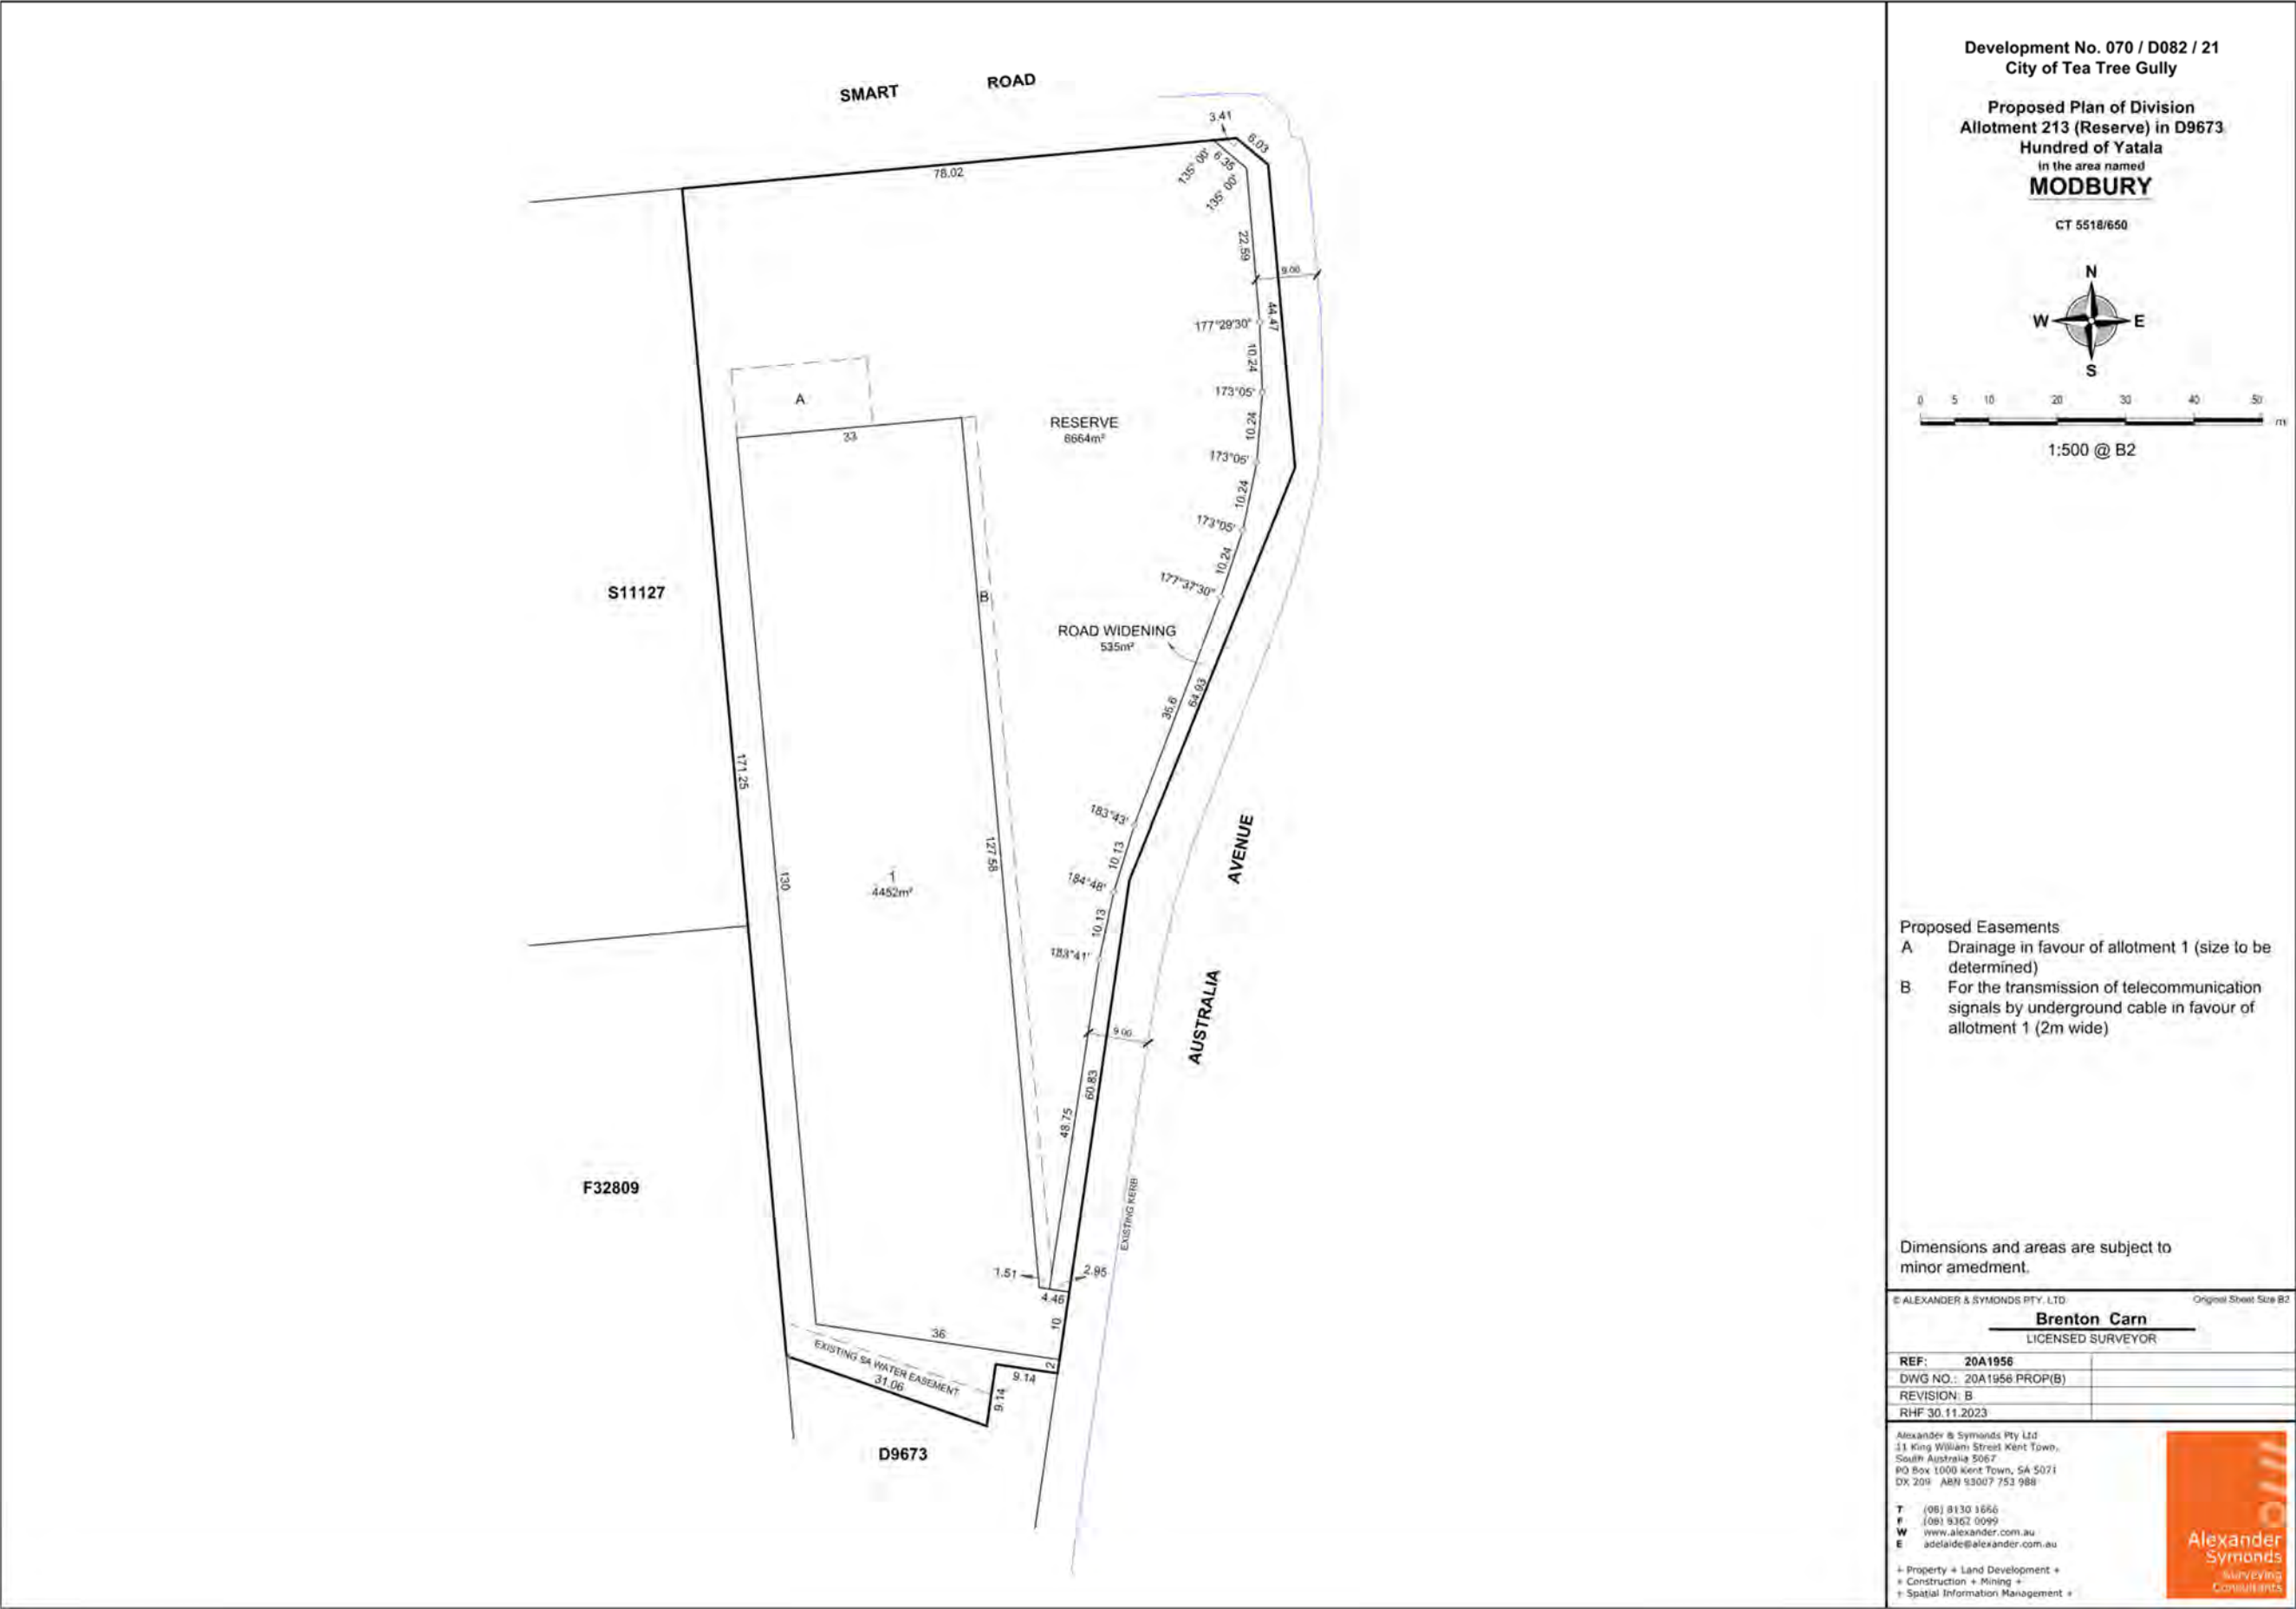 SMART ROAD
3.41
6.03
135° 00'
6.35
135° 00'
78.02
22.59
9.00
44.47
177°29'30"
10.24
173°05'
10.24
173°05'
10.24
173°05'
10.24
177°37'30"
A
33
RESERVE
6664m²
S11127
B
ROAD WIDENING
535m²
35.6
64.93
171.25
183°43'
127.58
10.13
130
1
4452m²
184°48'
10.13
183°41'
AUSTRALIA AVENUE
9.00
60.83
48.75
EXISTING KERB
F32809
1.51
2.95
4.46
10
36
2
EXISTING SA WATER EASEMENT
31.06
9.14
9.14
D9673
Development No. 070 / D082 / 21
City of Tea Tree Gully
Proposed Plan of Division
Allotment 213 (Reserve) in D9673
Hundred of Yatala
in the area named
MODBURY
CT 5518/650
N
W E
S
0 5 10 20 30 40 50
m
1:500 @ B2
Proposed Easements
A Drainage in favour of allotment 1 (size to be
determined)
B For the transmission of telecommunication
signals by underground cable in favour of
allotment 1 (2m wide)
Dimensions and areas are subject to
minor amedment.
© ALEXANDER & SYMONDS PTY. LTD. Original Sheet Size B2
Brenton Carn
LICENSED SURVEYOR
REF: 20A1956
DWG NO.: 20A1956 PROP(B)
REVISION: B
RHF 30.11.2023
Alexander & Symonds Pty Ltd
11 King William Street Kent Town,
South Australia 5067
PO Box 1000 Kent Town, SA 5071
DX 209 ABN 93007 753 988
T (08) 8130 1666
F (08) 8362 0099
W www.alexander.com.au
E adelaide@alexander.com.au
+ Property + Land Development +
+ Construction + Mining +
+ Spatial Information Management +
Alexander
Symonds
Surveying
Consultants